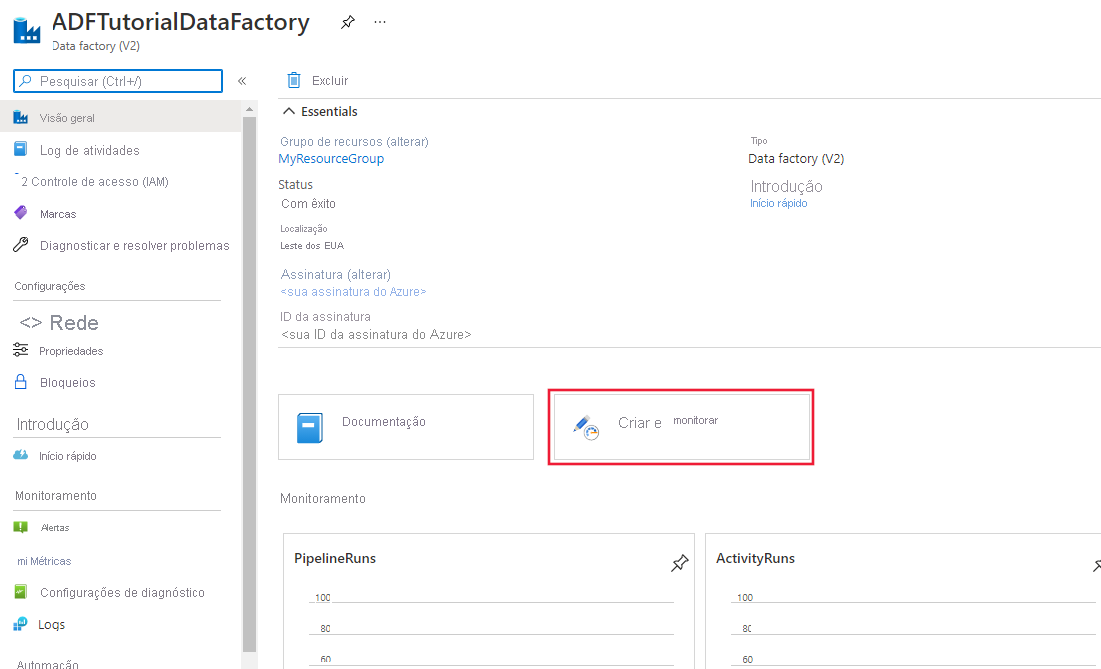 ADFTutorialDataFactory
Data factory (V2)
Pesquisar (Ctrl+/)
«
Visão geral
Log de atividades
2 Controle de acesso (IAM)
Marcas
Diagnosticar e resolver problemas
Configurações
<> Rede
Propriedades
Bloqueios
Introdução
Início rápido
Monitoramento
Alertas
mi Métricas
Configurações de diagnóstico
Logs
Automação
Excluir
Essentials
Grupo de recursos (alterar)
MyResourceGroup
Status
Com êxito
Localização
Leste dos EUA
Assinatura (alterar)
<sua assinatura do Azure>
ID da assinatura
<sua ID da assinatura do Azure>
Tipo
Data factory (V2)
Introdução
Início rápido
Documentação
Criar e monitorar
Monitoramento
PipelineRuns
100
80
60
ActivityRuns
100
80
60